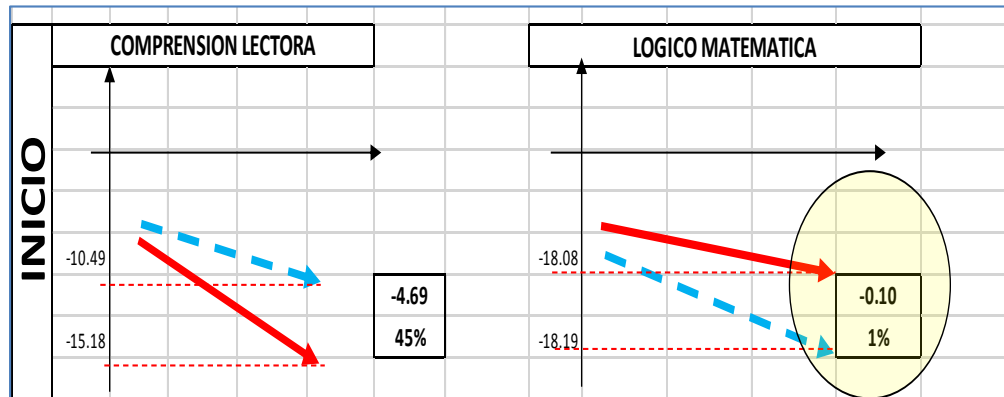 INICIO
COMPRENSION LECTORA
-10.49
-15.18
-4.69
45%
LOGICO MATEMATICA
-18.08
-18.19
-0.10
1%